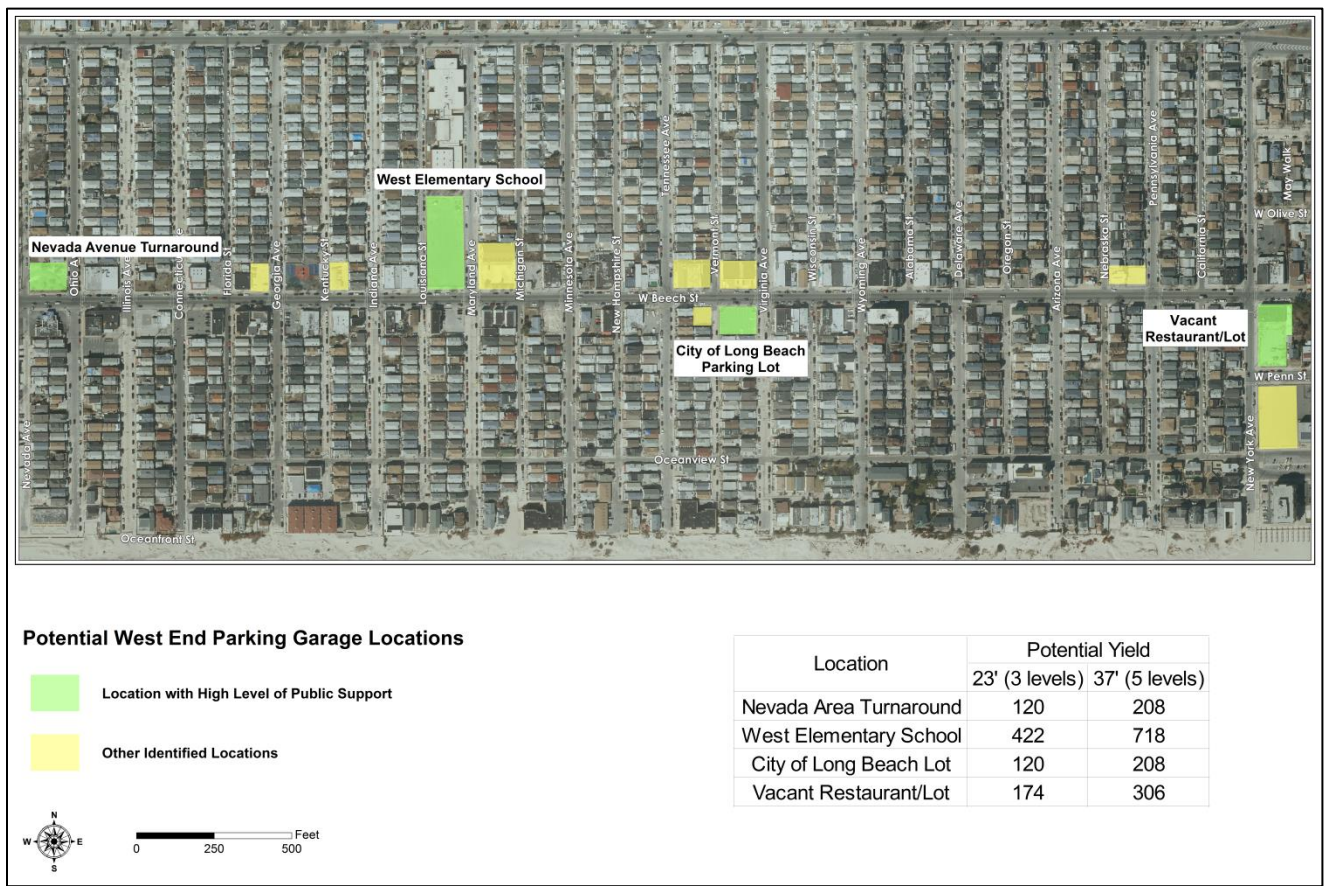 West Elementary School
Nevada Avenue Turnaround
City of Long Beach
Parking Lot
Vacant
Restaurant/Lot
Nevada Ave
Illinois Ave
Florida St
Georgia Ave
Kentucky St
Indiana Ave
Louisiana St
Maryland Ave
Michigan St
Minnesota Ave
New Hampshire St
Tennessee Ave
Vermont St
Virginia Ave
Wisconsin St
Wyoming Ave
Alabama St
Delaware Ave
Oregon St
Arizona Ave
Nebraska St
Pennsylvania Ave
California St
New York Ave
May Walk
W Olive St
W Beech St
W Penn St
Oceanview St
Oceanfront St
Potential West End Parking Garage Locations
Location with High Level of Public Support
Other Identified Locations
N
W E
S
Feet
0 250 500
Location Potential Yield
23' (3 levels) 37' (5 levels)
Nevada Area Turnaround 120 208
West Elementary School 422 718
City of Long Beach Lot 120 208
Vacant Restaurant/Lot 174 306